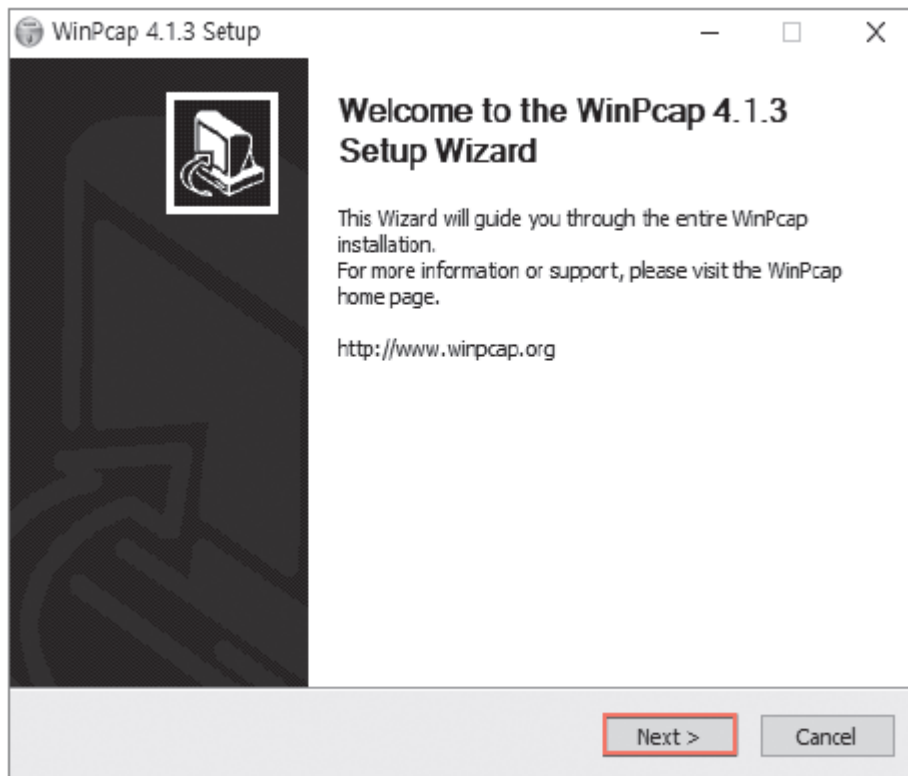 WinPcap 4.1.3 Setup
Welcome to the WinPcap 4.1.3
Setup Wizard
This Wizard will guide you through the entire WinPcap
installation.
For more information or support, please visit the WinPcap
home page.
http://www.winpcap.org
Next >
Cancel